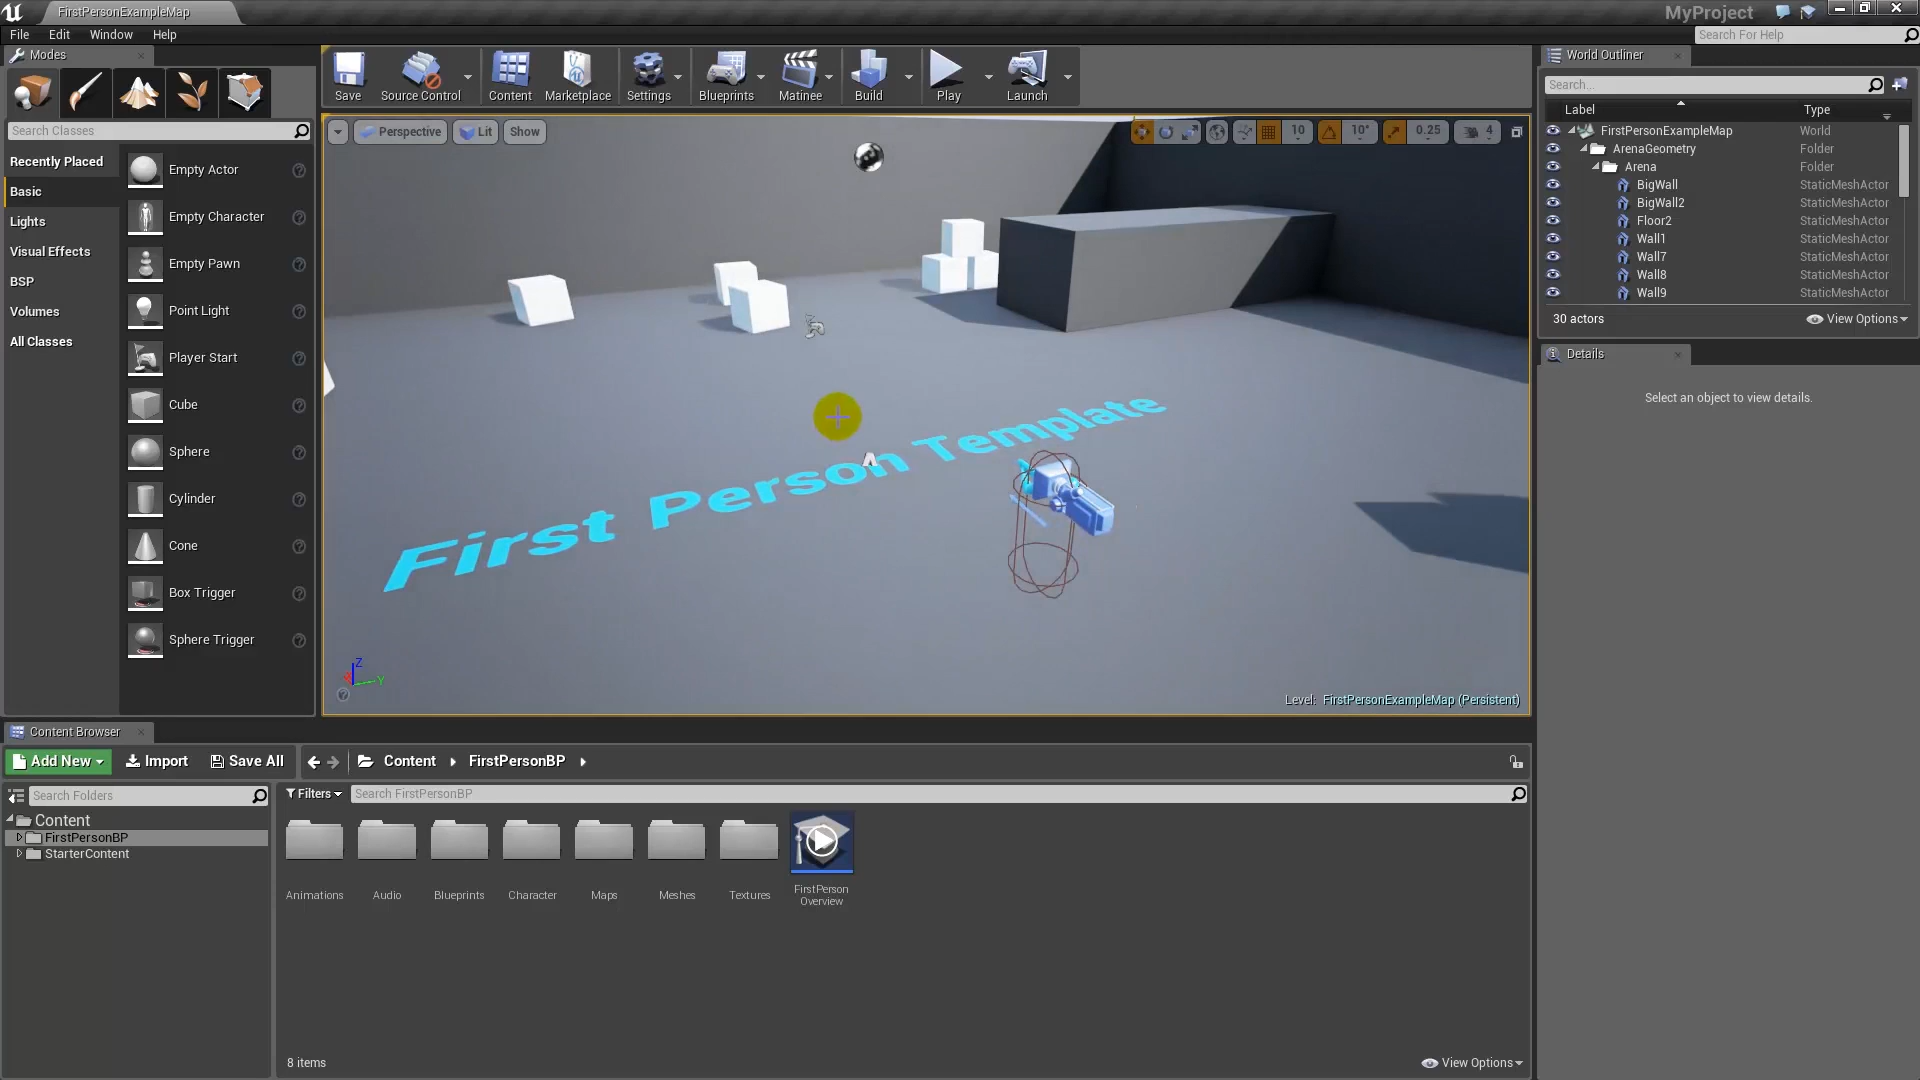 FirstPersonExampleMap
MyProject
File Edit Window Help
Search For Help
Modes
Search Classes
Recently Placed
Basic
Lights
Visual Effects
BSP
Volumes
All Classes
Empty Actor
Empty Character
Empty Pawn
Point Light
Player Start
Cube
Sphere
Cylinder
Cone
Box Trigger
Sphere Trigger
Save
Source Control
Content
Marketplace
Settings
Blueprints
Matinee
Build
Play
Launch
Perspective
Lit
Show
10
10°
0.25
4
First Person Template
Z
Y
Level: FirstPersonExampleMap (Persistent)
World Outliner
Search...
Label Type
FirstPersonExampleMap World
ArenaGeometry Folder
Arena Folder
BigWall StaticMeshActor
BigWall2 StaticMeshActor
Floor2 StaticMeshActor
Wall1 StaticMeshActor
Wall7 StaticMeshActor
Wall8 StaticMeshActor
Wall9 StaticMeshActor
30 actors
View Options
Details
Select an object to view details.
Content Browser
Add New
Import
Save All
Content
FirstPersonBP
Search Folders
Content
FirstPersonBP
StarterContent
Filters
Search FirstPersonBP
Animations
Audio
Blueprints
Character
Maps
Meshes
Textures
FirstPerson
Overview
8 items
View Options